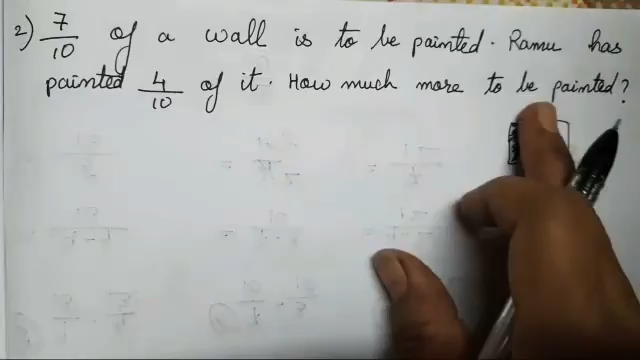 2) 7/10 of a wall is to be painted. Ramu has
painted 4/10 of it. How much more to be painted?